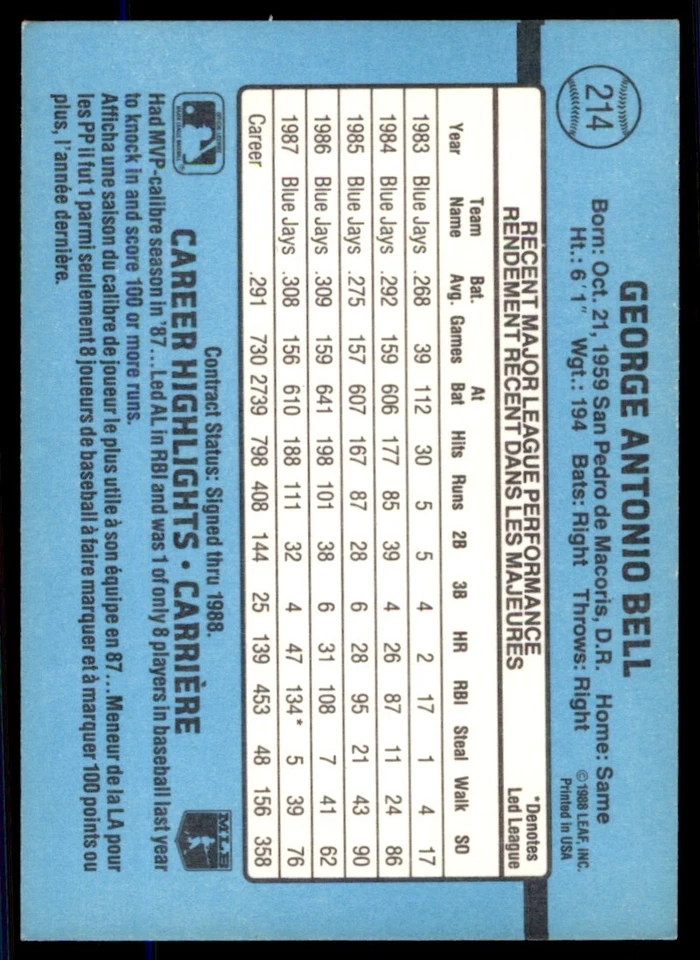 214
GEORGE ANTONIO BELL
Born: Oct. 21, 1959 San Pedro de Macoris, D.R. Home: Same
Ht.: 6'1" Wgt.: 194 Bats: Right Throws: Right
©1988 LEAF, INC.
Printed in USA
RECENT MAJOR LEAGUE PERFORMANCE
RENDEMENT RECENT DANS LES MAJEURES
*Denotes
Led League
Year Team Name Bat. Avg. Games At Bat Hits Runs 2B 3B HR RBI Steal Walk SO
1983 Blue Jays .268 39 112 30 5 5 4 2 17 1 4 17
1984 Blue Jays .292 159 606 177 85 39 4 26 87 11 24 86
1985 Blue Jays .275 157 607 167 87 28 6 28 95 21 43 90
1986 Blue Jays .309 159 641 198 101 38 6 31 108 7 41 62
1987 Blue Jays .308 156 610 188 111 32 4 47 134* 5 39 76
Career .291 730 2739 798 408 144 25 139 453 48 156 358
Contract Status: Signed thru 1988.
CAREER HIGHLIGHTS • CARRIÈRE
MLB
Had MVP-calibre season in '87...Led AL in RBI and was 1 of only 8 players in baseball last year
to knock in and score 100 or more runs.
Afficha une saison du calibre de joueur le plus utile à son équipe en 87...Meneur de la LA pour
les PP il fut 1 parmi seulement 8 joueurs de baseball à faire marquer et à marquer 100 points ou
plus, l'année dernière.